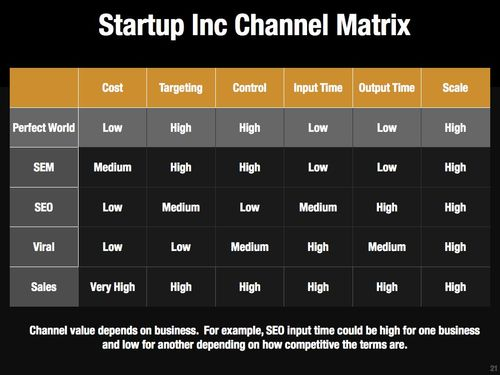 Startup Inc Channel Matrix
Cost Targeting Control Input Time Output Time Scale
Perfect World Low High High Low Low High
SEM Medium High High Low Low High
SEO Low Medium Low Medium High High
Viral Low Low Medium High Medium High
Sales Very High High High High High High
Channel value depends on business. For example, SEO input time could be high for one business
and low for another depending on how competitive the terms are.
21